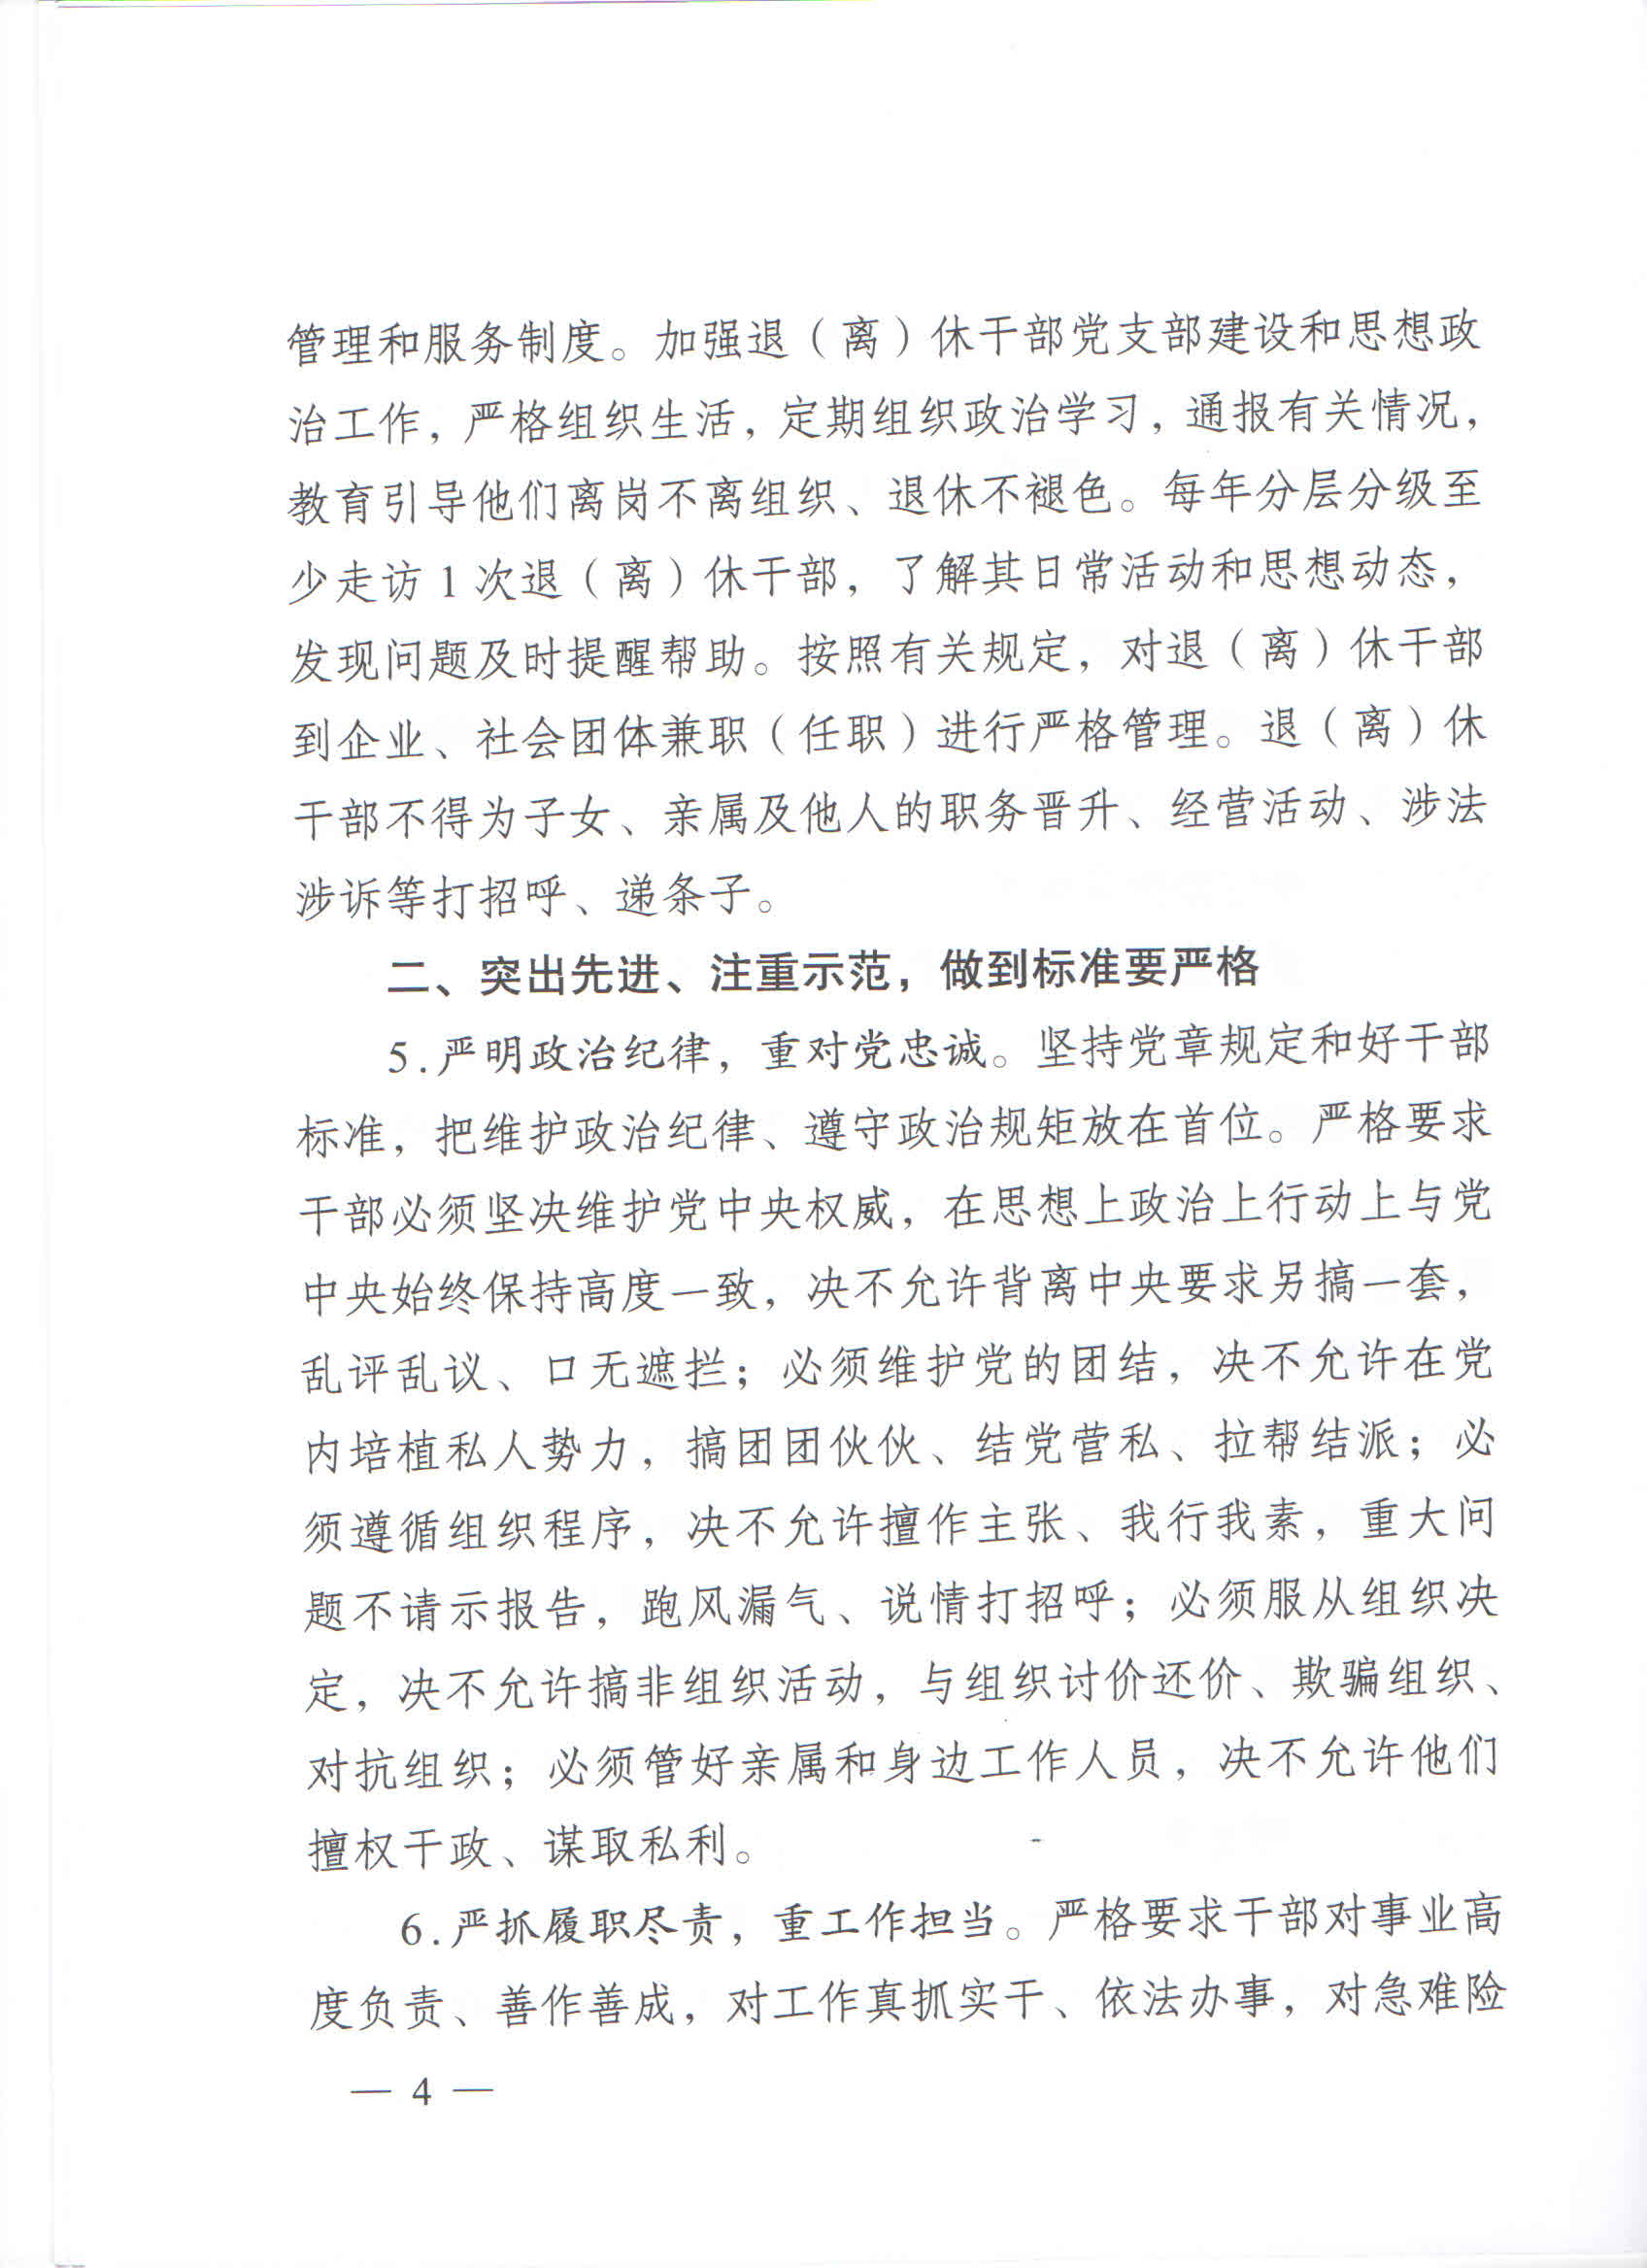 管理和服务制度。加强退（离）休干部党支部建设和思想政
治工作，严格组织生活，定期组织政治学习，通报有关情况，
教育引导他们离岗不离组织、退休不褪色。每年分层分级至
少走访1次退（离）休干部，了解其日常活动和思想动态，
发现问题及时提醒帮助。按照有关规定，对退（离）休干部
到企业、社会团体兼职（任职）进行严格管理。退（离）休
干部不得为子女、亲属及他人的职务晋升、经营活动、涉法
涉诉等打招呼、递条子。
二、突出先进、注重示范，做到标准要严格
5.严明政治纪律，重对党忠诚。坚持党章规定和好干部
标准，把维护政治纪律、遵守政治规矩放在首位。严格要求
干部必须坚决维护党中央权威，在思想上政治上行动上与党
中央始终保持高度一致，决不允许背离中央要求另搞一套，
乱评乱议、口无遮拦；必须维护党的团结，决不允许在党
内培植私人势力，搞团团伙伙、结党营私、拉帮结派；必
须遵循组织程序，决不允许擅作主张、我行我素，重大问
题不请示报告，跑风漏气、说情打招呼；必须服从组织决
定，决不允许搞非组织活动，与组织讨价还价、欺骗组织、
对抗组织；必须管好亲属和身边工作人员，决不允许他们
擅权干政、谋取私利。
6.严抓履职尽责，重工作担当。严格要求干部对事业高
度负责、善作善成，对工作真抓实干、依法办事，对急难险
— 4 —